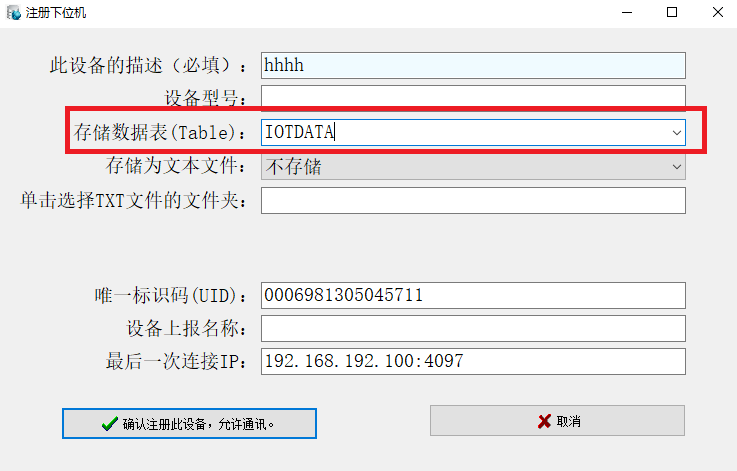 注册下位机
此设备的描述（必填）: hhhh
设备型号:
存储数据表(Table): IOTDATA
存储为文本文件: 不存储
单击选择TXT文件的文件夹:
唯一标识码(UID): 0006981305045711
设备上报名称:
最后一次连接IP: 192.168.192.100:4097
确认注册此设备，允许通讯。 取消